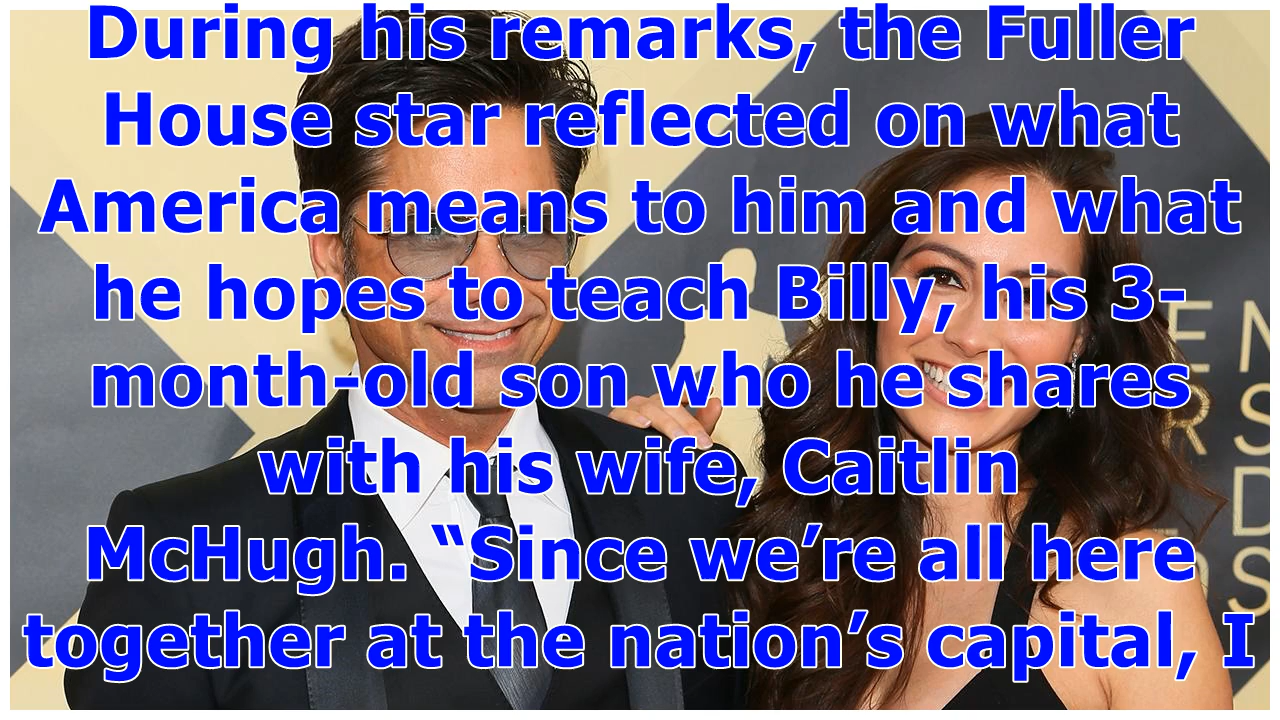 During his remarks, the Fuller
House star reflected on what
America means to him and what
he hopes to teach Billy, his 3-
month-old son who he shares
with his wife, Caitlin
McHugh. “Since we’re all here
together at the nation’s capital, I